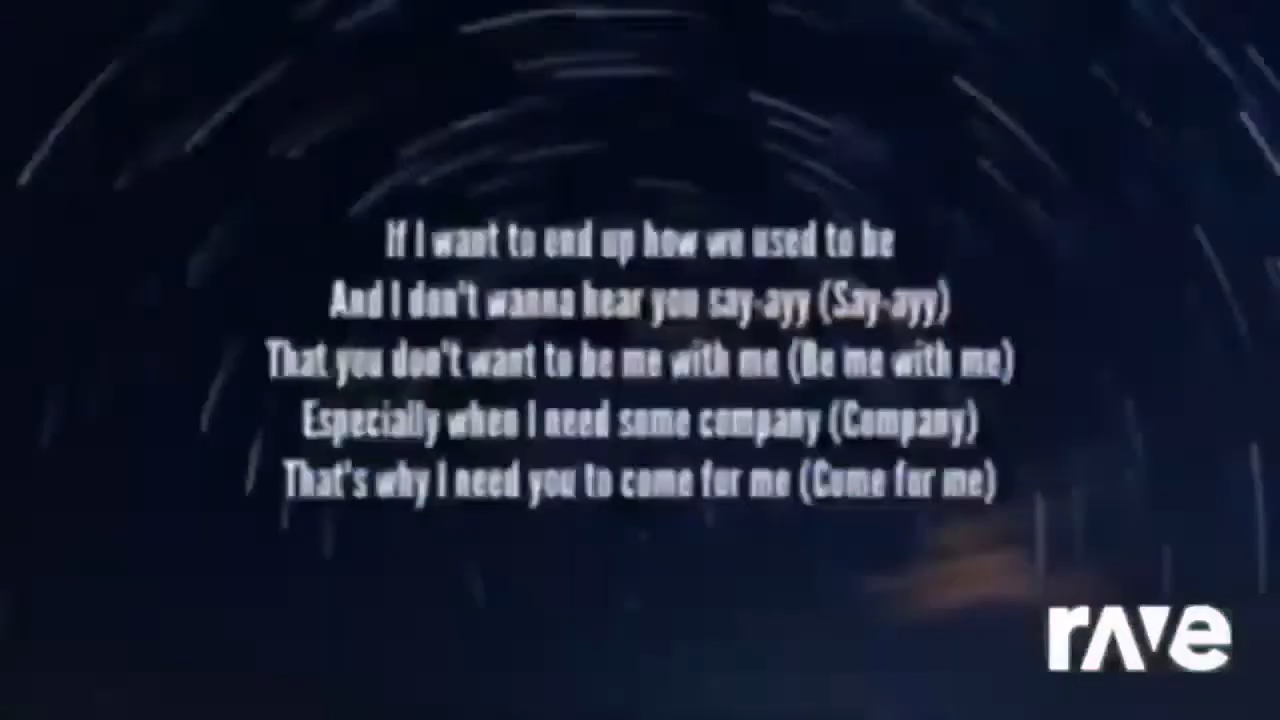 If I want to end up how we used to be
And I don't wanna hear you say-ayy (Say-ayy)
That you don't want to be me with me (Be me with me)
Especially when I need some company (Company)
That's why I need you to come for me (Come for me)
rave